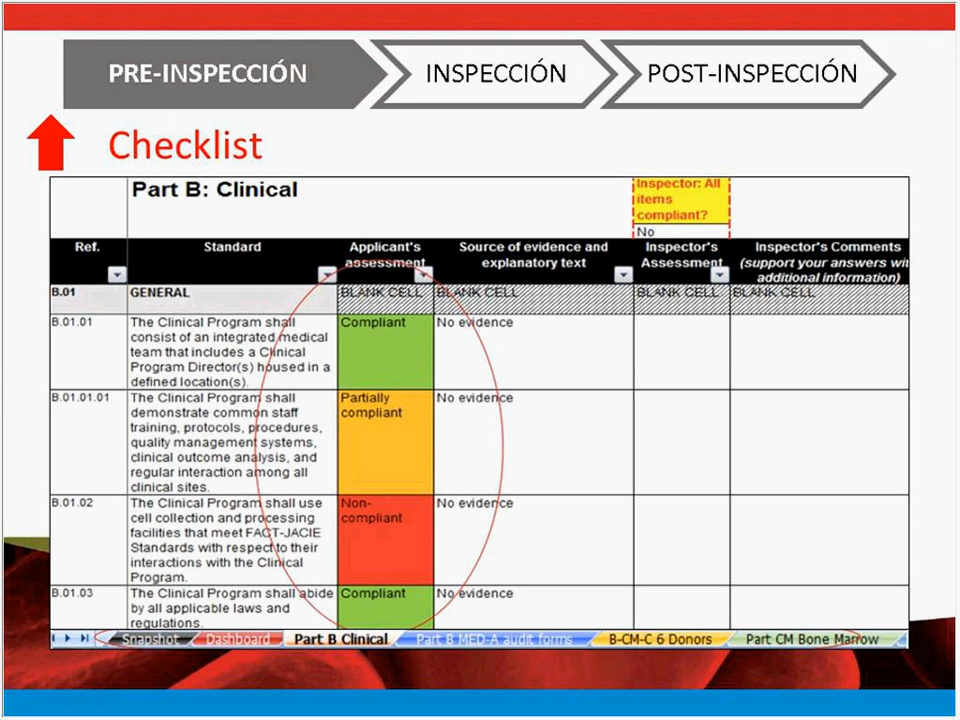 PRE-INSPECCIÓN INSPECCIÓN POST-INSPECCIÓN
Checklist
Part B: Clinical
Inspector: All
items
compliant?
No
Ref. Standard Applicant's
assessment Source of evidence and
explanatory text Inspector's
Assessment Inspector's Comments
(support your answers wit
additional information)
B.01 GENERAL BLANK CELL BLANK CELL BLANK CELL BLANK CELL
B.01.01 The Clinical Program shall
consist of an integrated medical
team that includes a Clinical
Program Director(s) housed in a
defined location(s).
Compliant No evidence
B.01.01.01 The Clinical Program shall
demonstrate common staff
training, protocols, procedures,
quality management systems,
clinical outcome analysis, and
regular interaction among all
clinical sites.
Partially
compliant No evidence
B.01.02 The Clinical Program shall use
cell collection and processing
facilities that meet FACT-JACIE
Standards with respect to their
interactions with the Clinical
Program.
Non-
compliant No evidence
B.01.03 The Clinical Program shall abide
by all applicable laws and
regulations.
Compliant No evidence
Snapshot Dashboard Part B Clinical Part B MED-A audit forms B-CM-C 6 Donors Part CM Bone Marrow